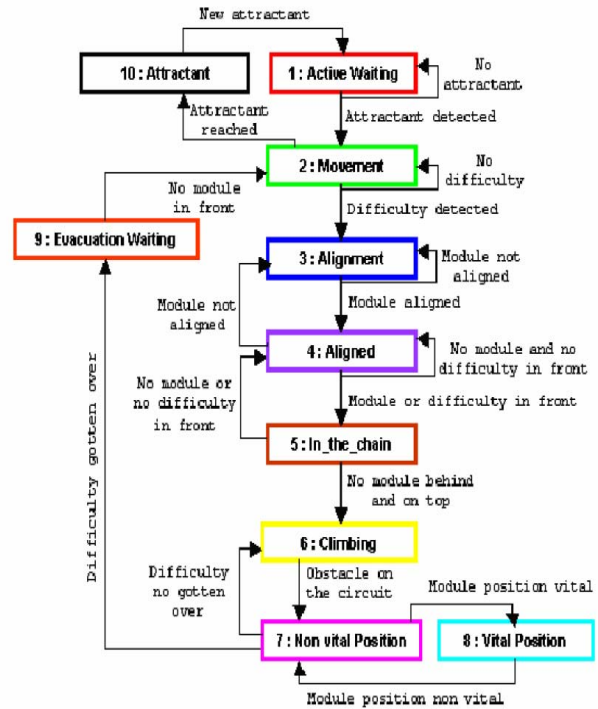 New attractant
10 : Attractant
1 : Active Waiting
No
attractant
Attractant
reached
Attractant detected
2 : Movement
No
difficulty
No module
in front
Difficulty detected
9 : Evacuation Waiting
3 : Alignment
Module not
aligned
Module not
aligned
Module aligned
4 : Aligned
No module and no
difficulty in front
No module or
no difficulty
in front
Module or difficulty in front
5 : In_the_chain
Difficulty gotten over
No module behind
and on top
6 : Climbing
Difficulty
no gotten
over
Obstacle on
the circuit
Module position vital
7 : Non vital Position
8 : Vital Position
Module position non vital